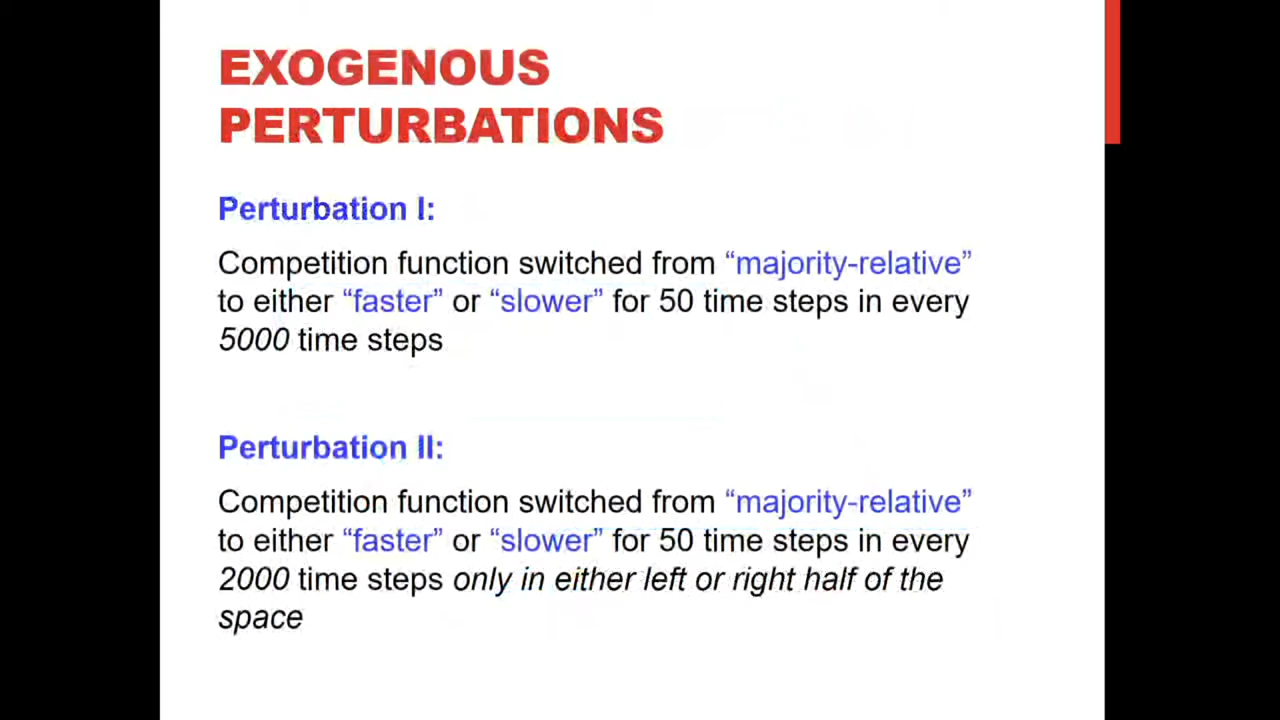 EXOGENOUS
PERTURBATIONS
Perturbation I:
Competition function switched from “majority-relative”
to either “faster” or “slower” for 50 time steps in every
5000 time steps
Perturbation II:
Competition function switched from “majority-relative”
to either “faster” or “slower” for 50 time steps in every
2000 time steps only in either left or right half of the
space